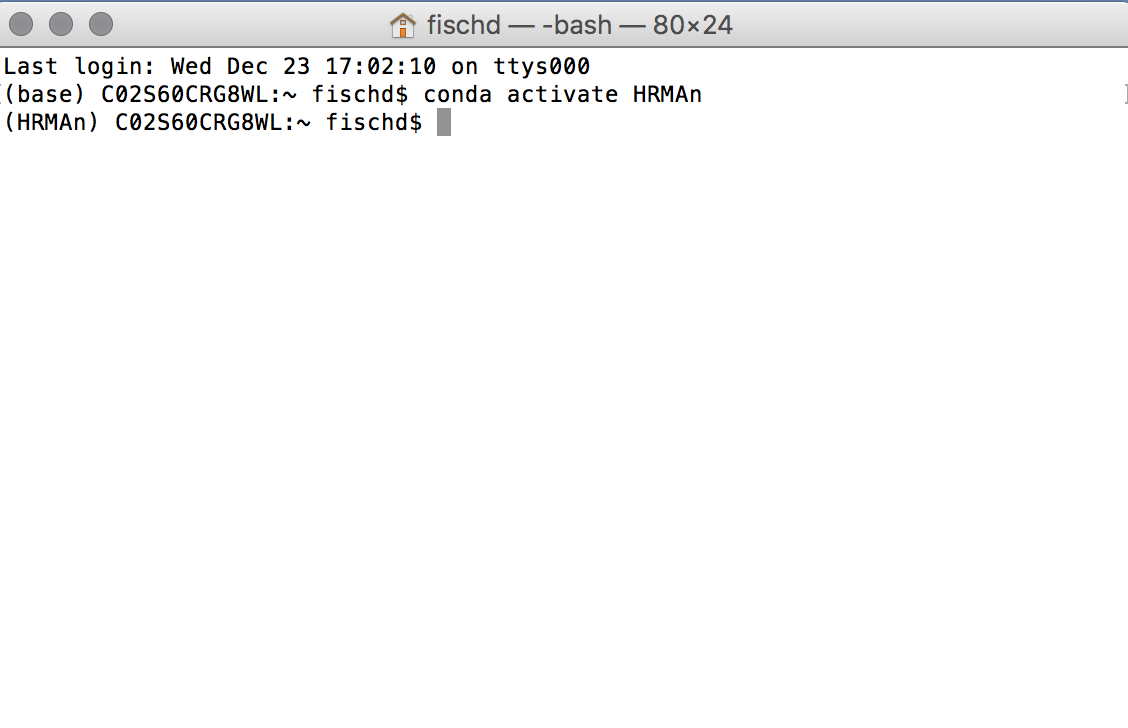 fischd — -bash — 80×24
Last login: Wed Dec 23 17:02:10 on ttys000
(base) C02S60CRG8WL:~ fischd$ conda activate HRMAn
(HRMAn) C02S60CRG8WL:~ fischd$